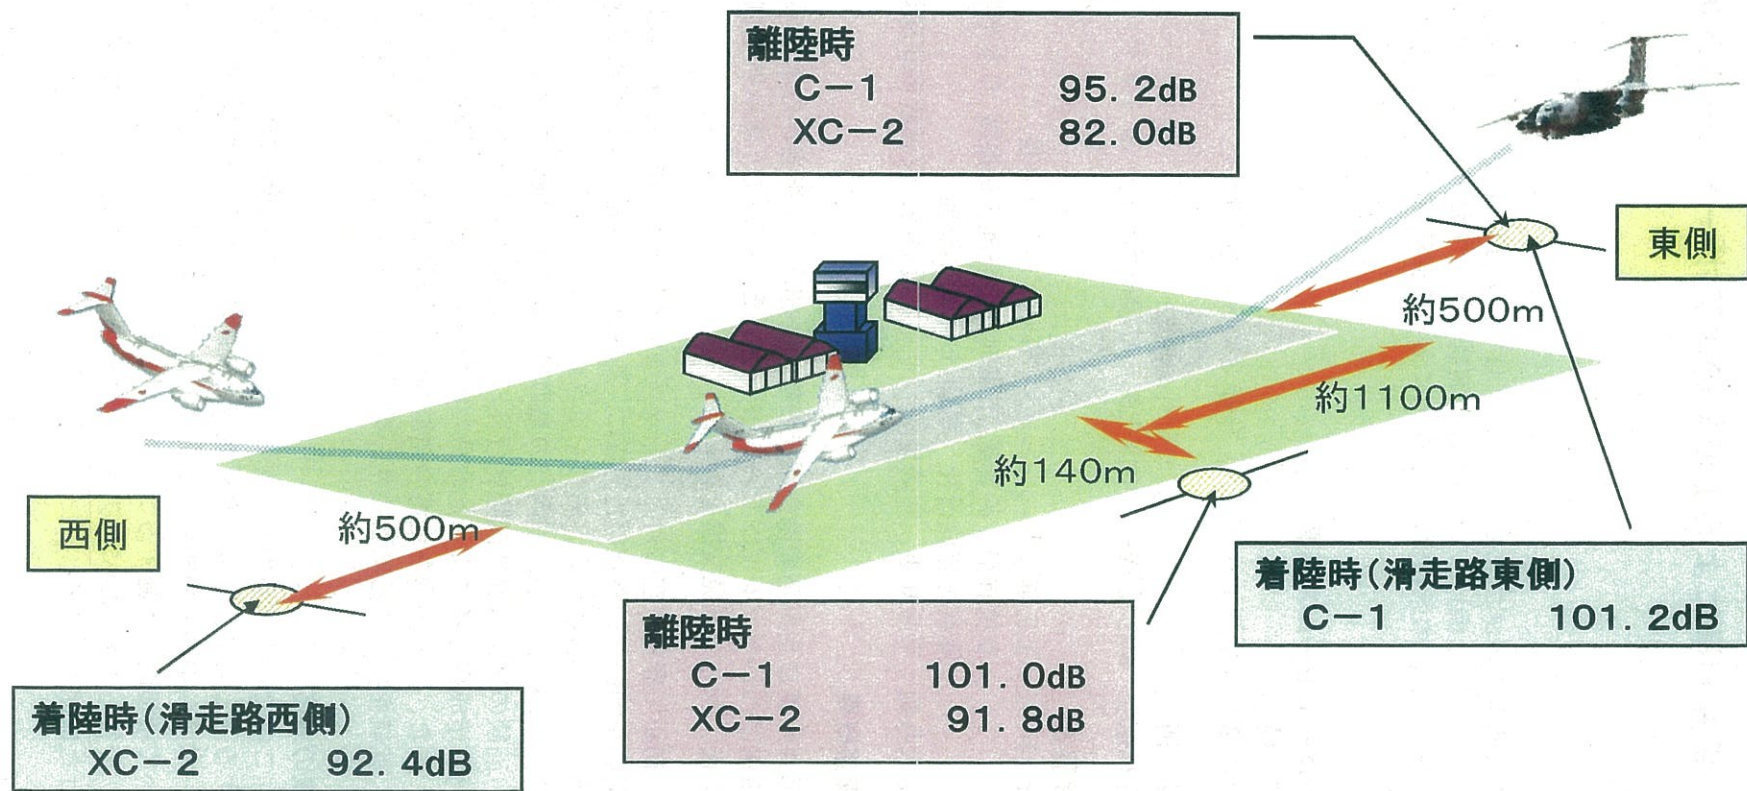 離陸時
C-1 95.2dB
XC-2 82.0dB
東側
約500m
約1100m
約140m
西側
約500m
着陸時(滑走路東側)
C-1 101.2dB
離陸時
C-1 101.0dB
XC-2 91.8dB
着陸時(滑走路西側)
XC-2 92.4dB